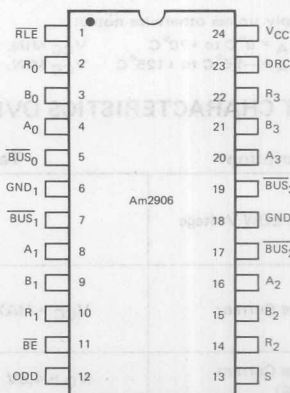 RLE 1 24 VCC
R0 2 23 DRC
B0 3 22 R3
A0 4 21 B3
BUS0 5 20 A3
GND1 6 19 BUS
Am2906
BUS1 7 18 GND
A1 8 17 BUS
B1 9 16 A2
R1 10 15 B2
BE 11 14 R2
ODD 12 13 S